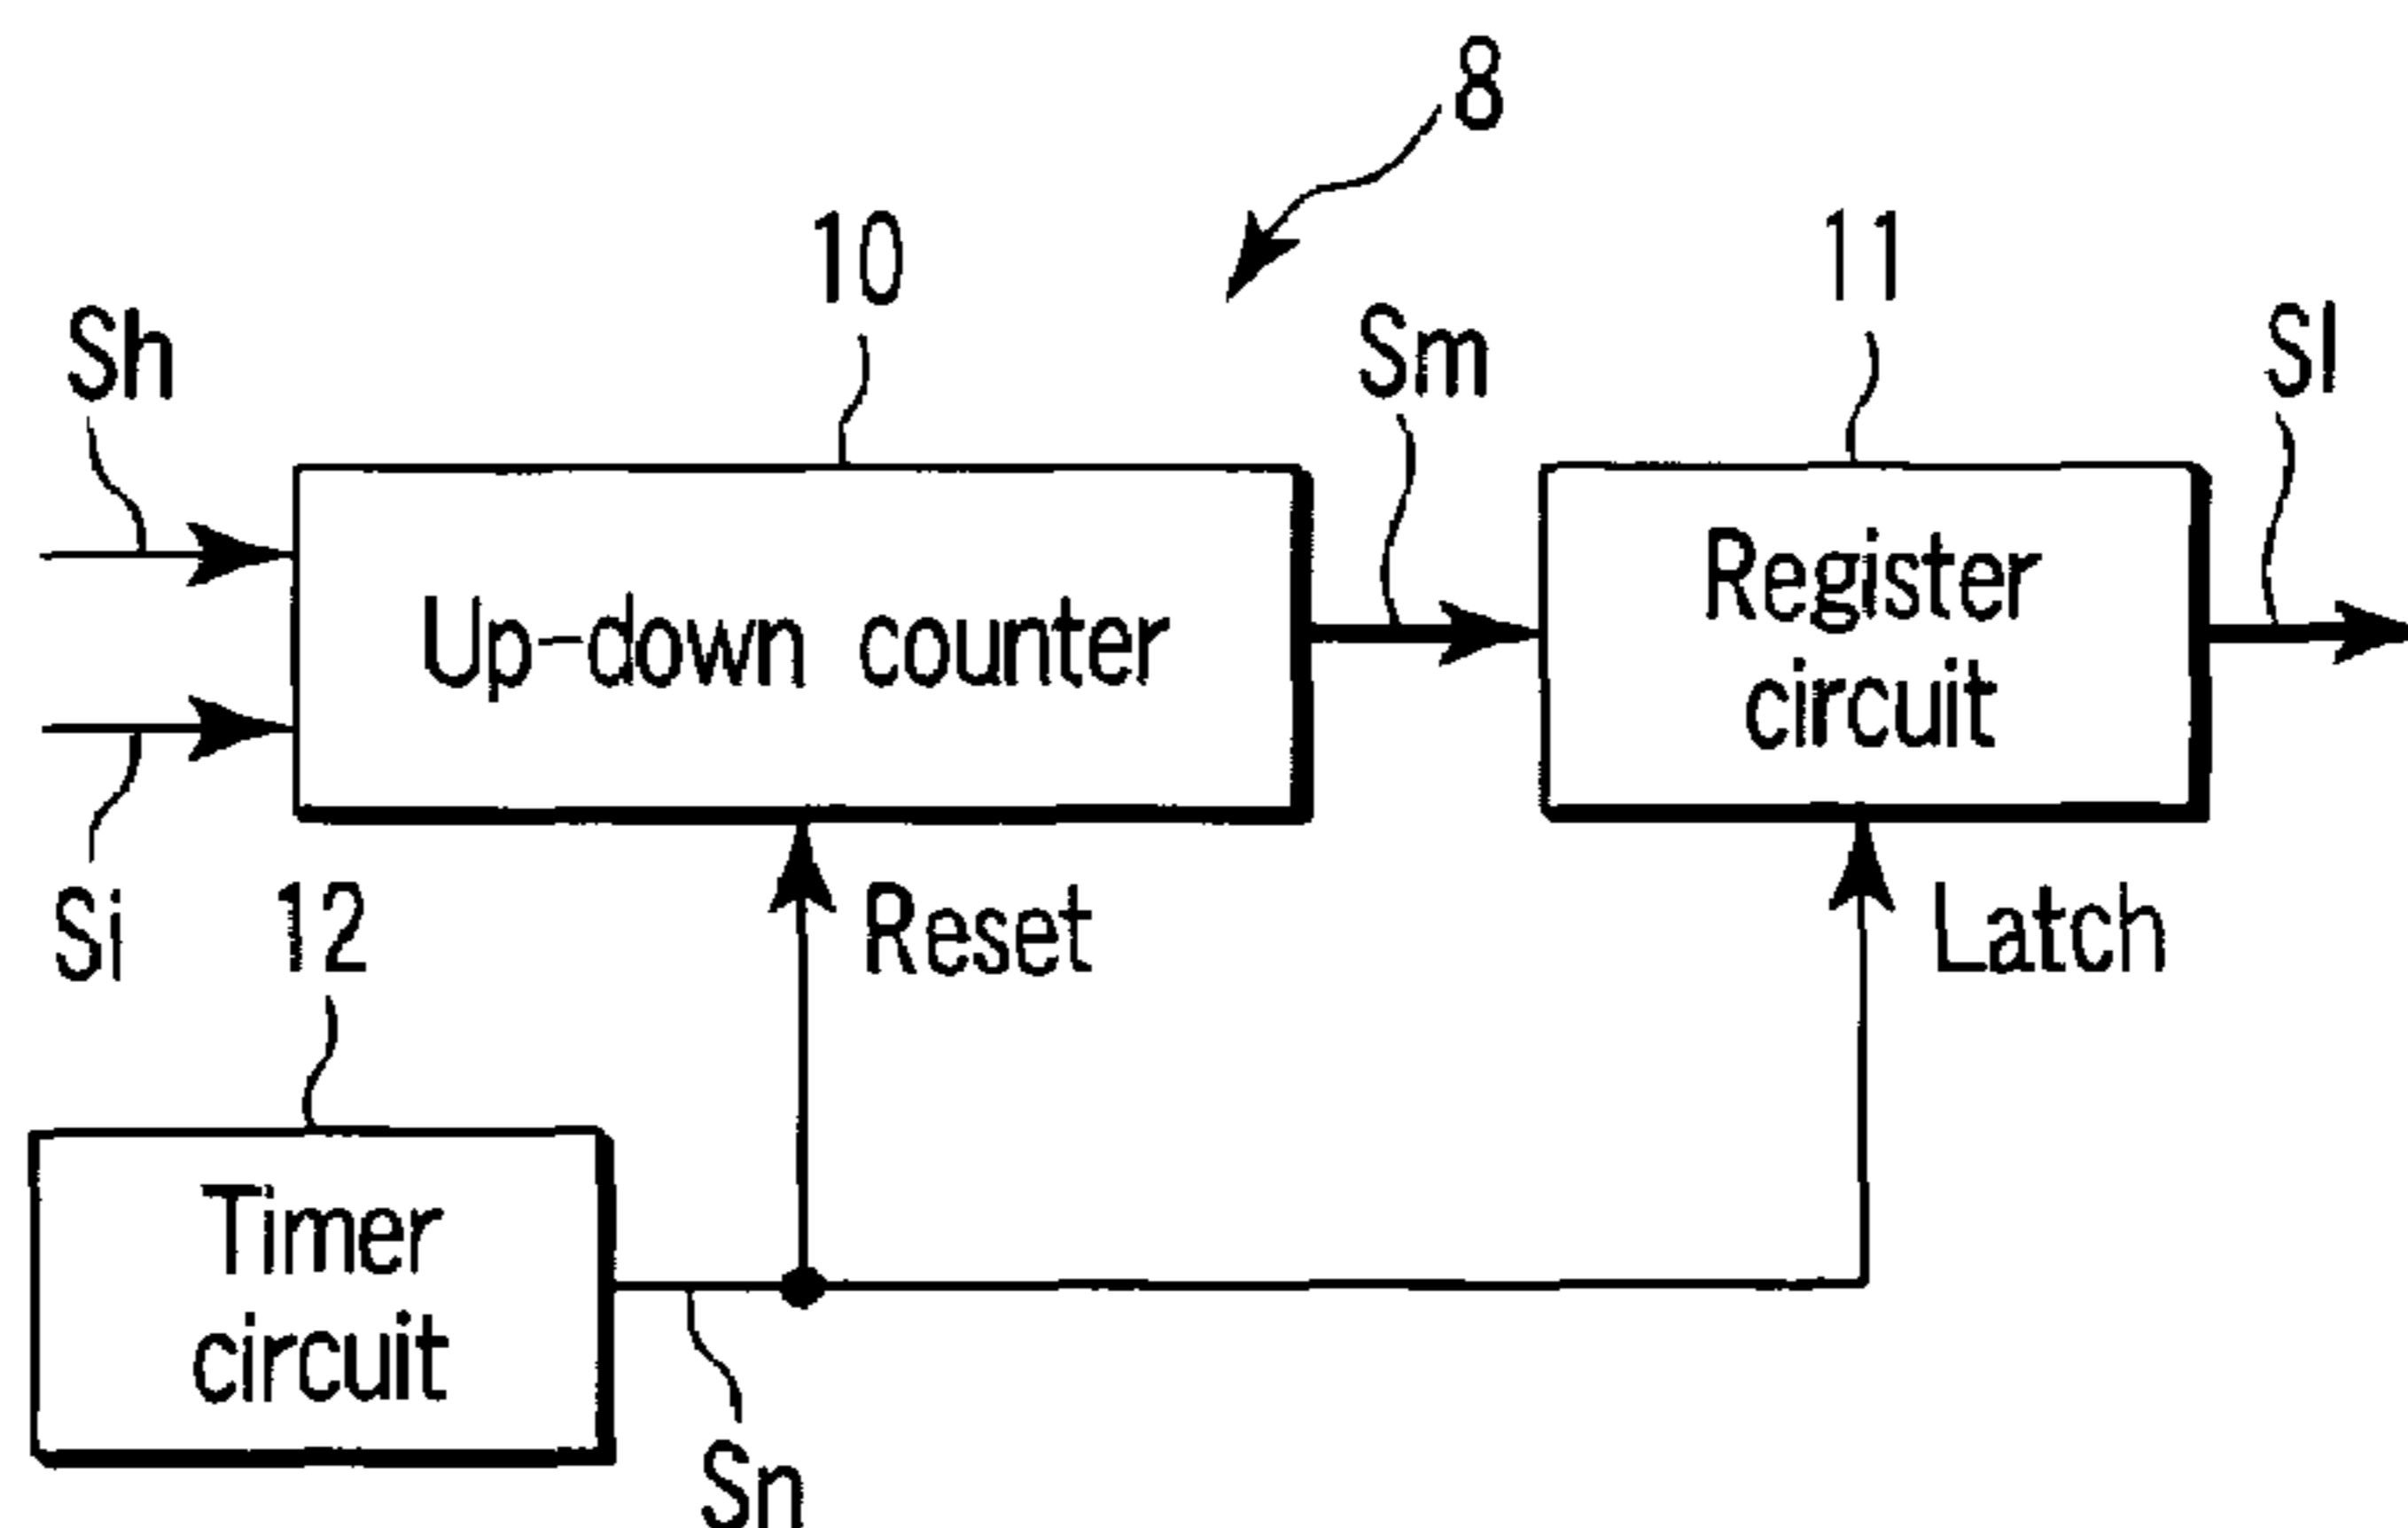 8
10
11
Sh
Sm
Sl
Up-down counter
Register
circuit
Si
12
Reset
Latch
Timer
circuit
Sn